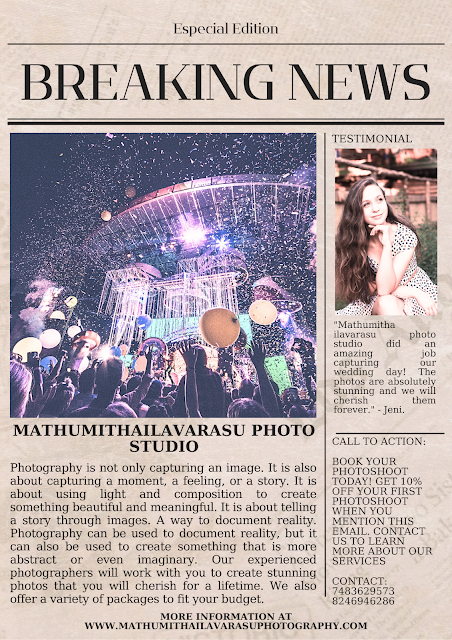 Especial Edition
BREAKING NEWS
MATHUMITHAILAVARASU PHOTO
STUDIO
Photography is not only capturing an image. It is also
about capturing a moment, a feeling, or a story. It is
about using light and composition to create
something beautiful and meaningful. It is about telling
a story through images. A way to document reality.
Photography can be used to document reality, but it
can also be used to create something that is more
abstract or even imaginary. Our experienced
photographers will work with you to create stunning
photos that you will cherish for a lifetime. We also
offer a variety of packages to fit your budget.
TESTIMONIAL
"Mathumitha
ilavarasu photo
studio did an
amazing job
capturing our
wedding day! The
photos are absolutely
stunning and we will
cherish them
forever." - Jeni.
CALL TO ACTION:
BOOK YOUR
PHOTOSHOOT
TODAY! GET 10%
OFF YOUR FIRST
PHOTOSHOOT
WHEN YOU
MENTION THIS
EMAIL. CONTACT
US TO LEARN
MORE ABOUT OUR
SERVICES
CONTACT:
7483629573
8246946286
MORE INFORMATION AT
WWW.MATHUMITHAILAVARASUPHOTOGRAPHY.COM